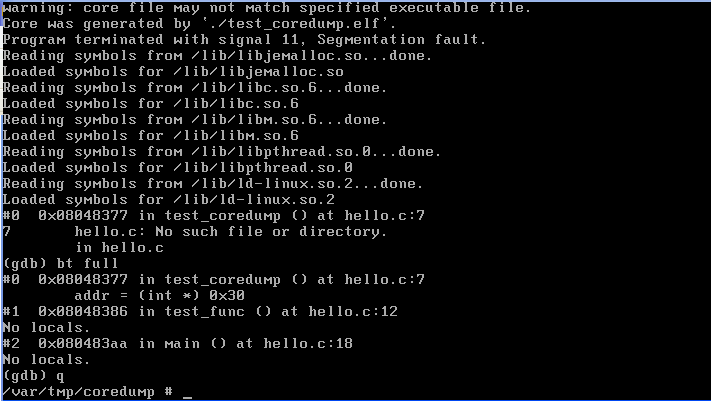 warning: core file may not match specified executable file.
Core was generated by `./test_coredump.elf'.
Program terminated with signal 11, Segmentation fault.
Reading symbols from /lib/libjemalloc.so...done.
Loaded symbols for /lib/libjemalloc.so
Reading symbols from /lib/libc.so.6...done.
Loaded symbols for /lib/libc.so.6
Reading symbols from /lib/libm.so.6...done.
Loaded symbols for /lib/libm.so.6
Reading symbols from /lib/libpthread.so.0...done.
Loaded symbols for /lib/libpthread.so.0
Reading symbols from /lib/ld-linux.so.2...done.
Loaded symbols for /lib/ld-linux.so.2
#0  0x08048377 in test_coredump () at hello.c:7
7       hello.c: No such file or directory.
        in hello.c
(gdb) bt full
#0  0x08048377 in test_coredump () at hello.c:7
        addr = (int *) 0x30
#1  0x08048386 in test_func () at hello.c:12
No locals.
#2  0x080483aa in main () at hello.c:18
No locals.
(gdb) q
/var/tmp/coredump # _